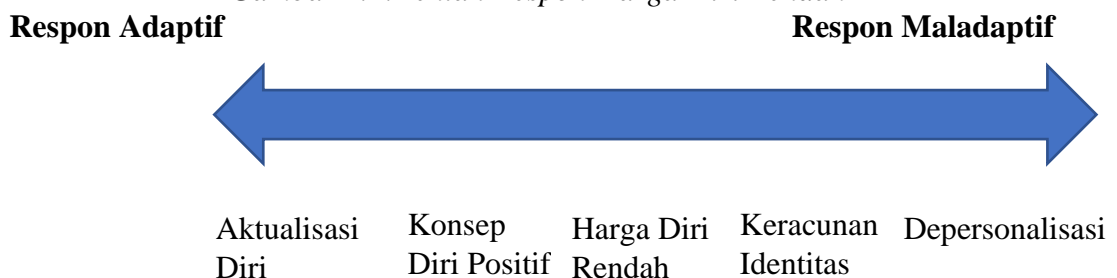 Respon Adaptif Respon Maladaptif
Aktualisasi Diri
Konsep Diri Positif
Harga Diri Rendah
Keracunan Identitas
Depersonalisasi